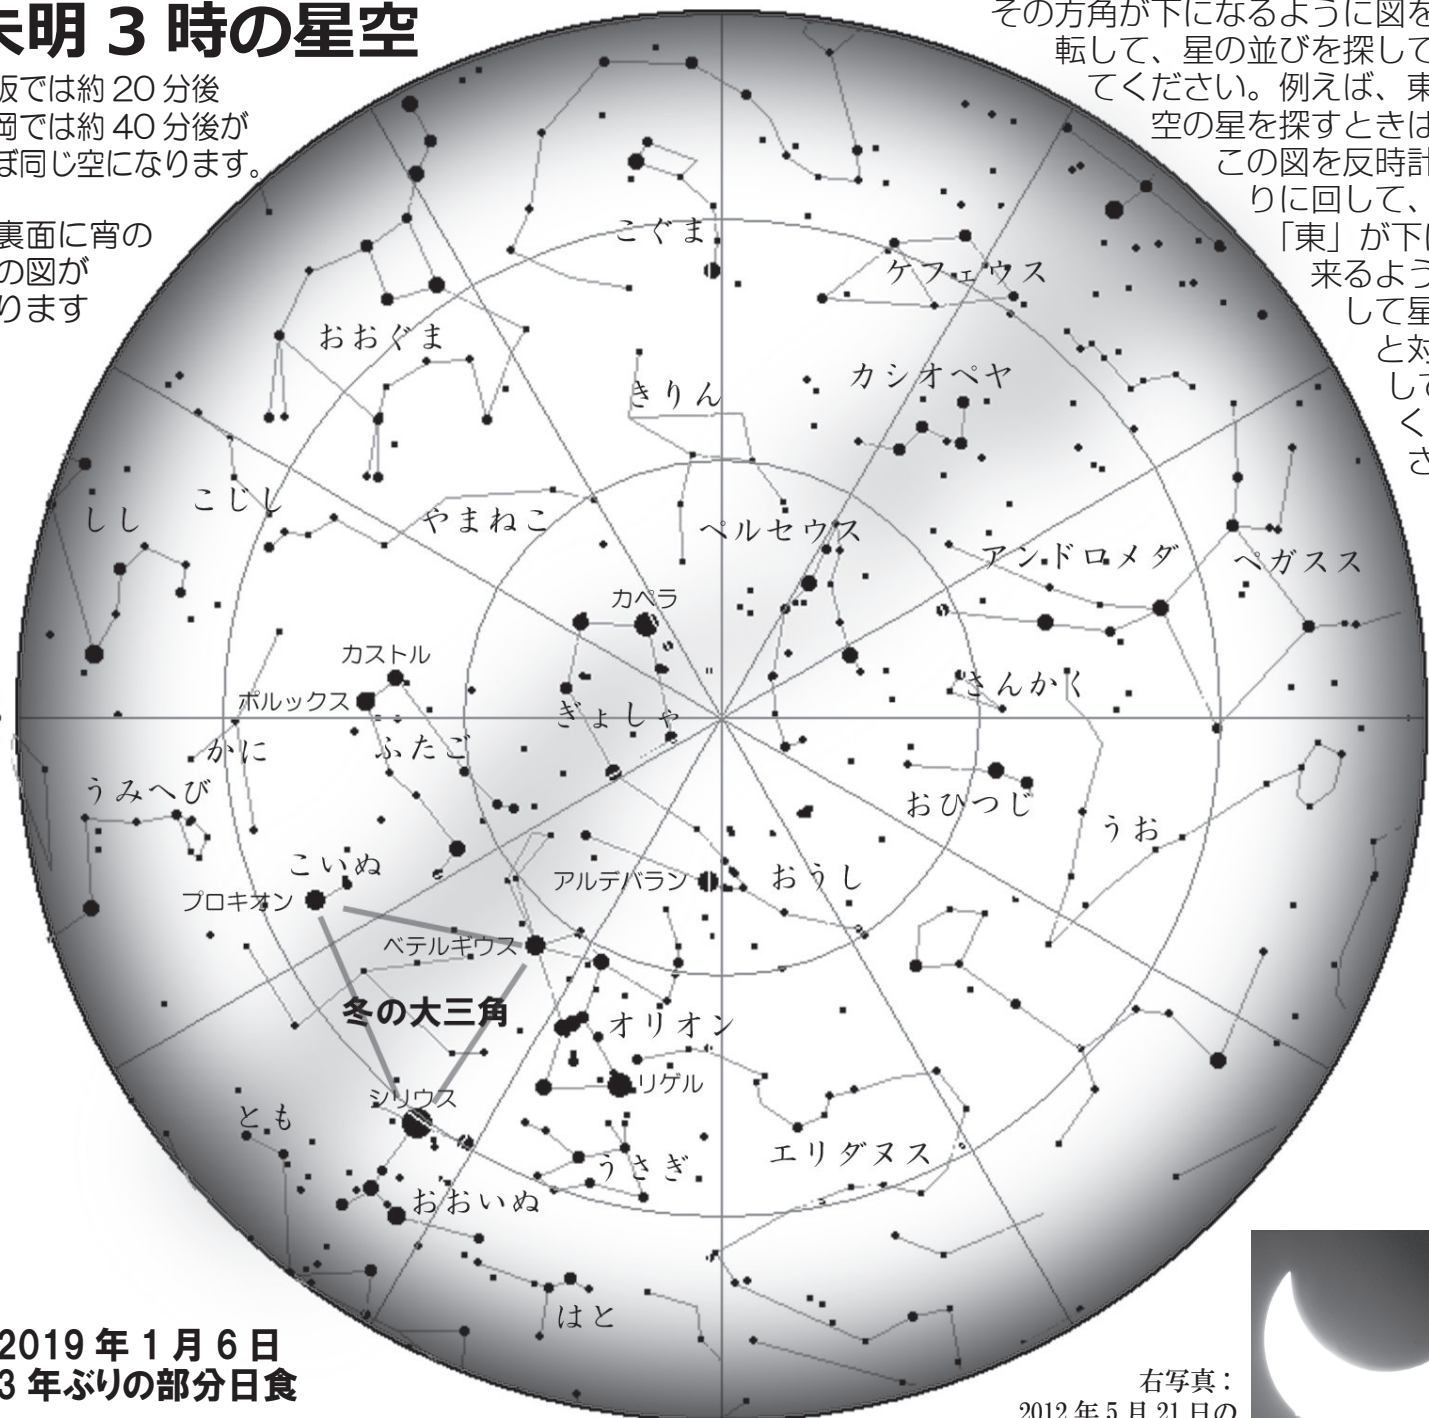 未明 3 時の星空
阪では約 20 分後
岡では約 40 分後が
ぼ同じ空になります。
裏面に宵の
の図が
ります
その方角が下になるように図を
転して、星の並びを探して
てください。例えば、東
空の星を探すときは
この図を反時計
りに回して、
「東」が下に
来るよう
して星
と対
して
く
さ
こぐま
ケフェウス
おおぐま
カシオペヤ
きりん
しし
こじし
やまねこ
ペルセウス
アンドロメダ
ペガスス
カペラ
カストル
ポルックス
さんかく
ぎょしゃ
かに
ふたご
うみへび
おひつじ
うお
こいぬ
プロキオン
アルデバラン
おうし
ベテルギウス
冬の大三角
オリオン
リゲル
シリウス
とも
うさぎ
エリダヌス
おおいぬ
はと
2019 年 1 月 6 日
3 年ぶりの部分日食
右写真：
2012 年 5 月 21 日の